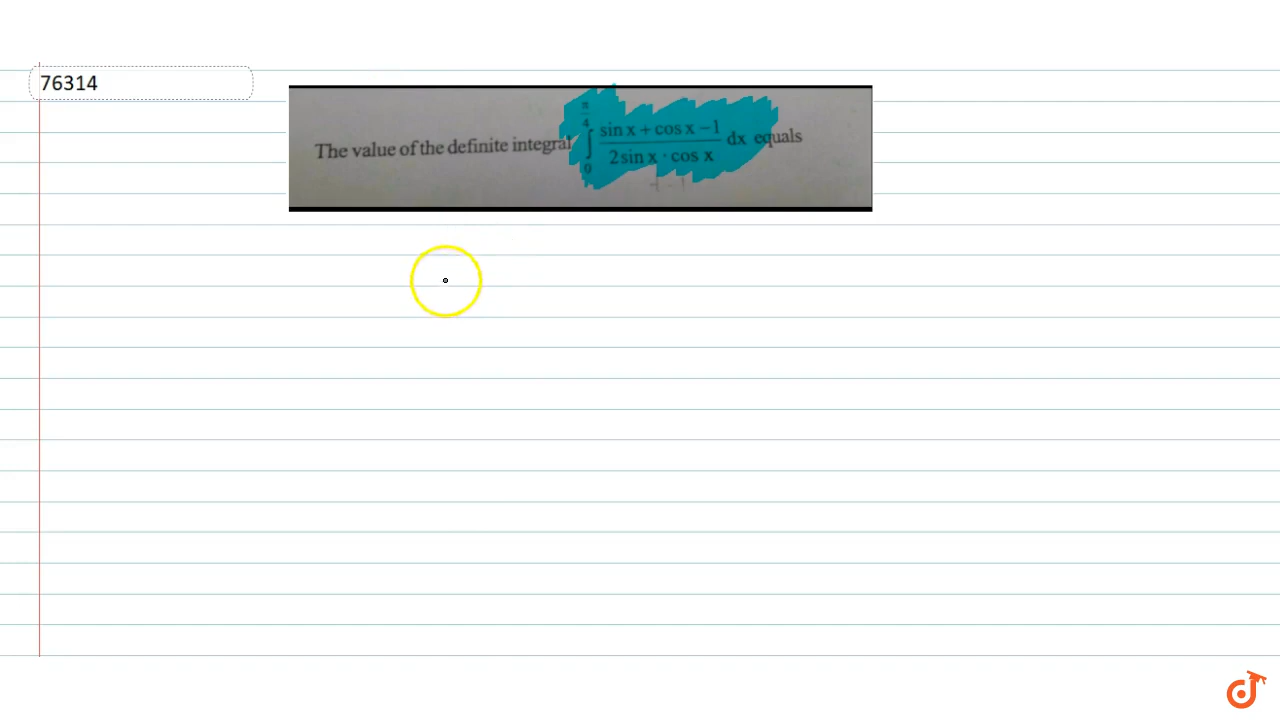 76314
The value of the definite integral ∫₀^(π/4) (sin x + cos x − 1)/(2 sin x · cos x) dx equals